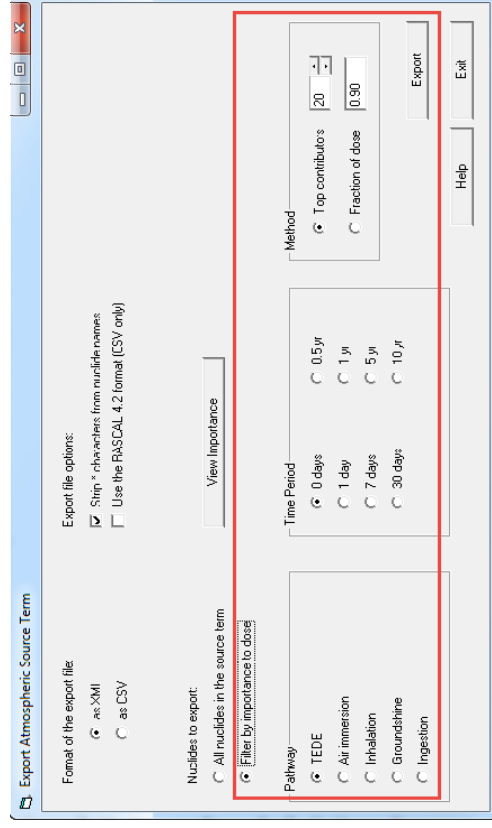 Export Atmospheric Source Term
Format of the export file:
as XML
as CSV
Export file options:
Strip * characters from nuclide names
Use the RASCAL 4.2 format (CSV only)
Nuclides to export:
All nuclides in the source term
Filter by importance to dose
View Importance
Pathway
TEDE
Air immersion
Inhalation
Groundshine
Ingestion
Time Period
0 days
1 day
7 days
30 days
0.5 yr
1 yr
5 yr
10 yr
Method
Top contributors
20
Fraction of dose
0.90
Export
Help
Exit